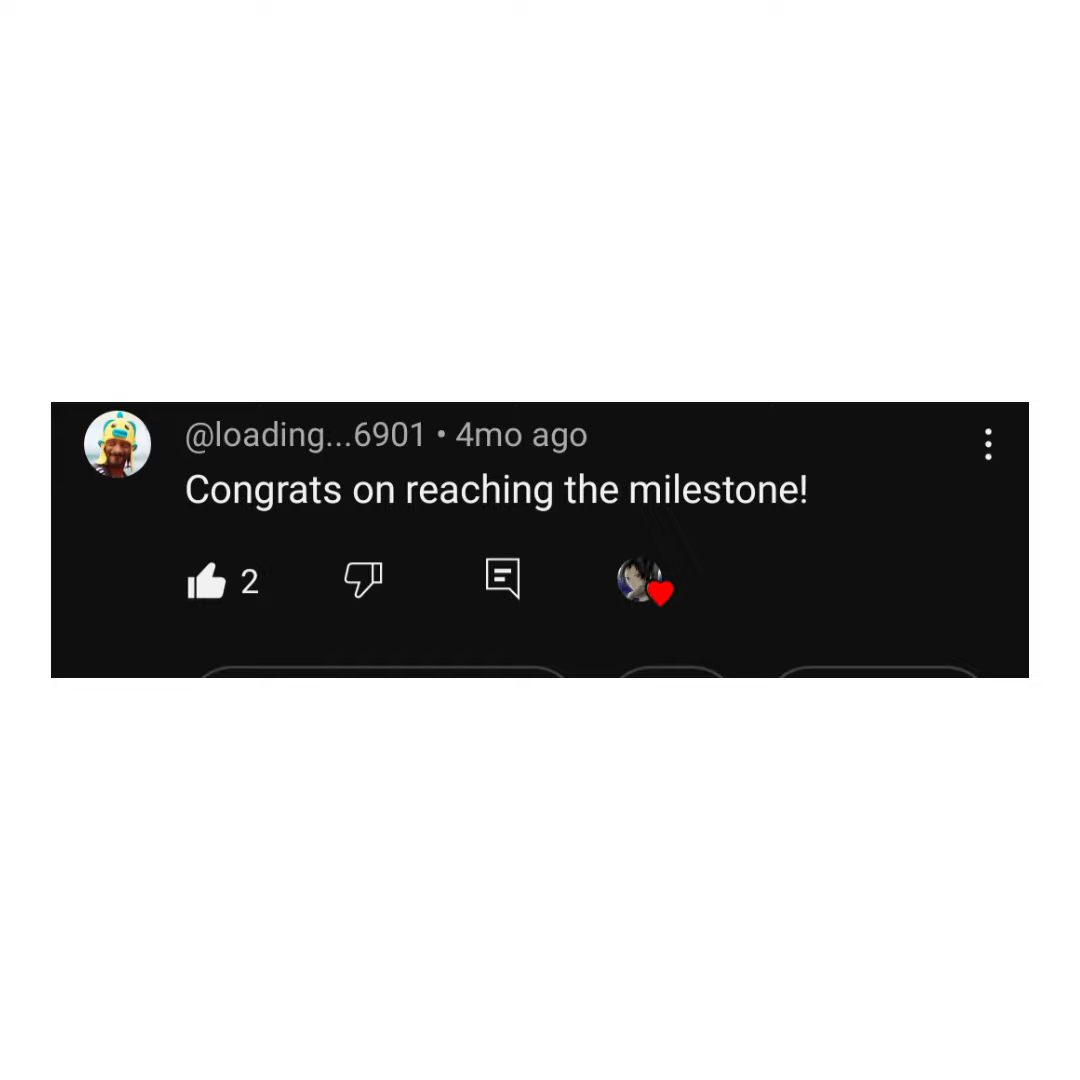 @loading...6901 • 4mo ago
Congrats on reaching the milestone!
2